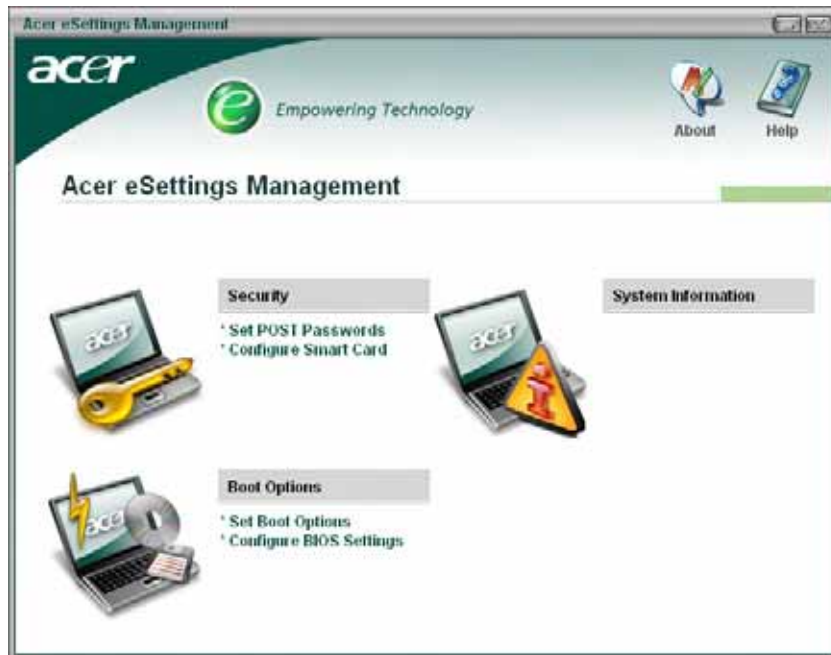 Acer eSettings Management
acer
Empowering Technology
About
Help
Acer eSettings Management
Security
* Set POST Passwords
* Configure Smart Card
System Information
Boot Options
* Set Boot Options
* Configure BIOS Settings